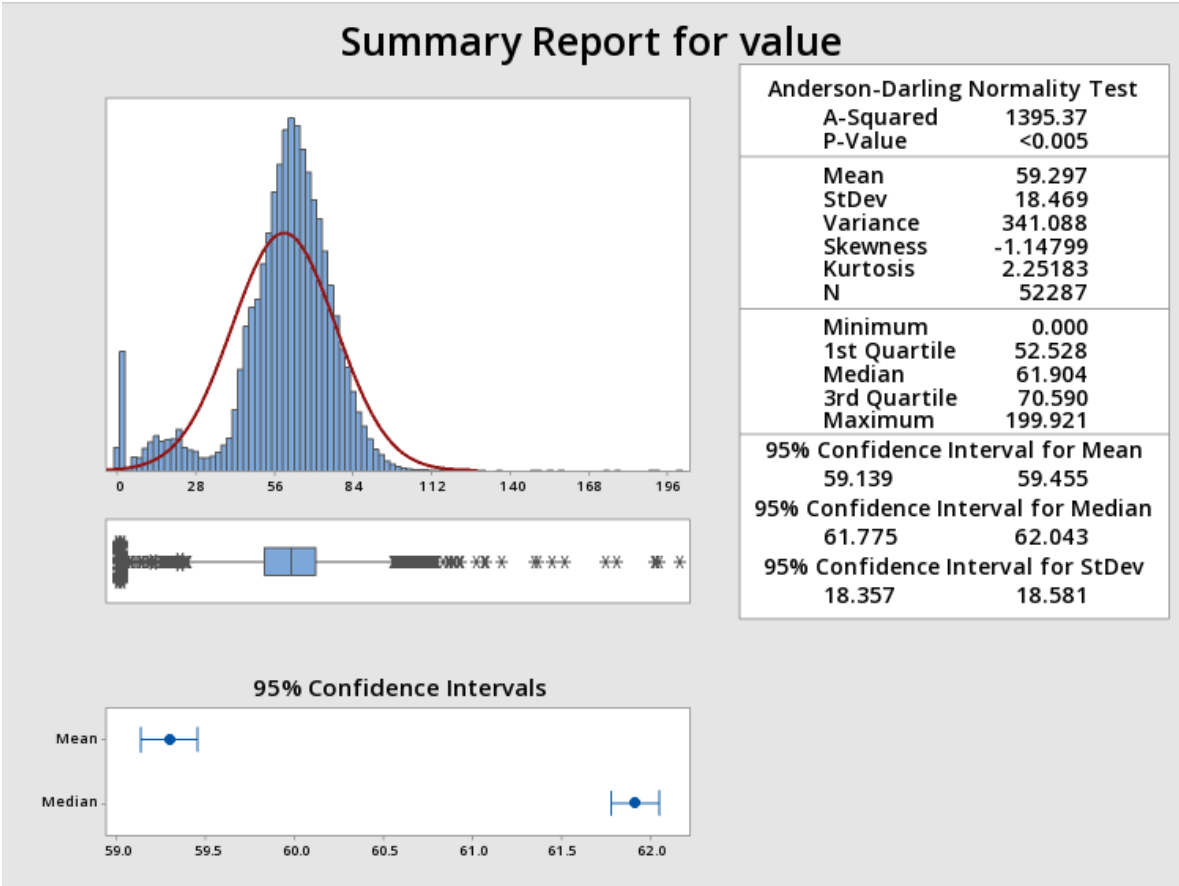 Summary Report for value
0 28 56 84 112 140 168 196
Anderson-Darling Normality Test
A-Squared 1395.37
P-Value <0.005
Mean 59.297
StDev 18.469
Variance 341.088
Skewness -1.14799
Kurtosis 2.25183
N 52287
Minimum 0.000
1st Quartile 52.528
Median 61.904
3rd Quartile 70.590
Maximum 199.921
95% Confidence Interval for Mean
59.139 59.455
95% Confidence Interval for Median
61.775 62.043
95% Confidence Interval for StDev
18.357 18.581
95% Confidence Intervals
Mean
Median
59.0 59.5 60.0 60.5 61.0 61.5 62.0